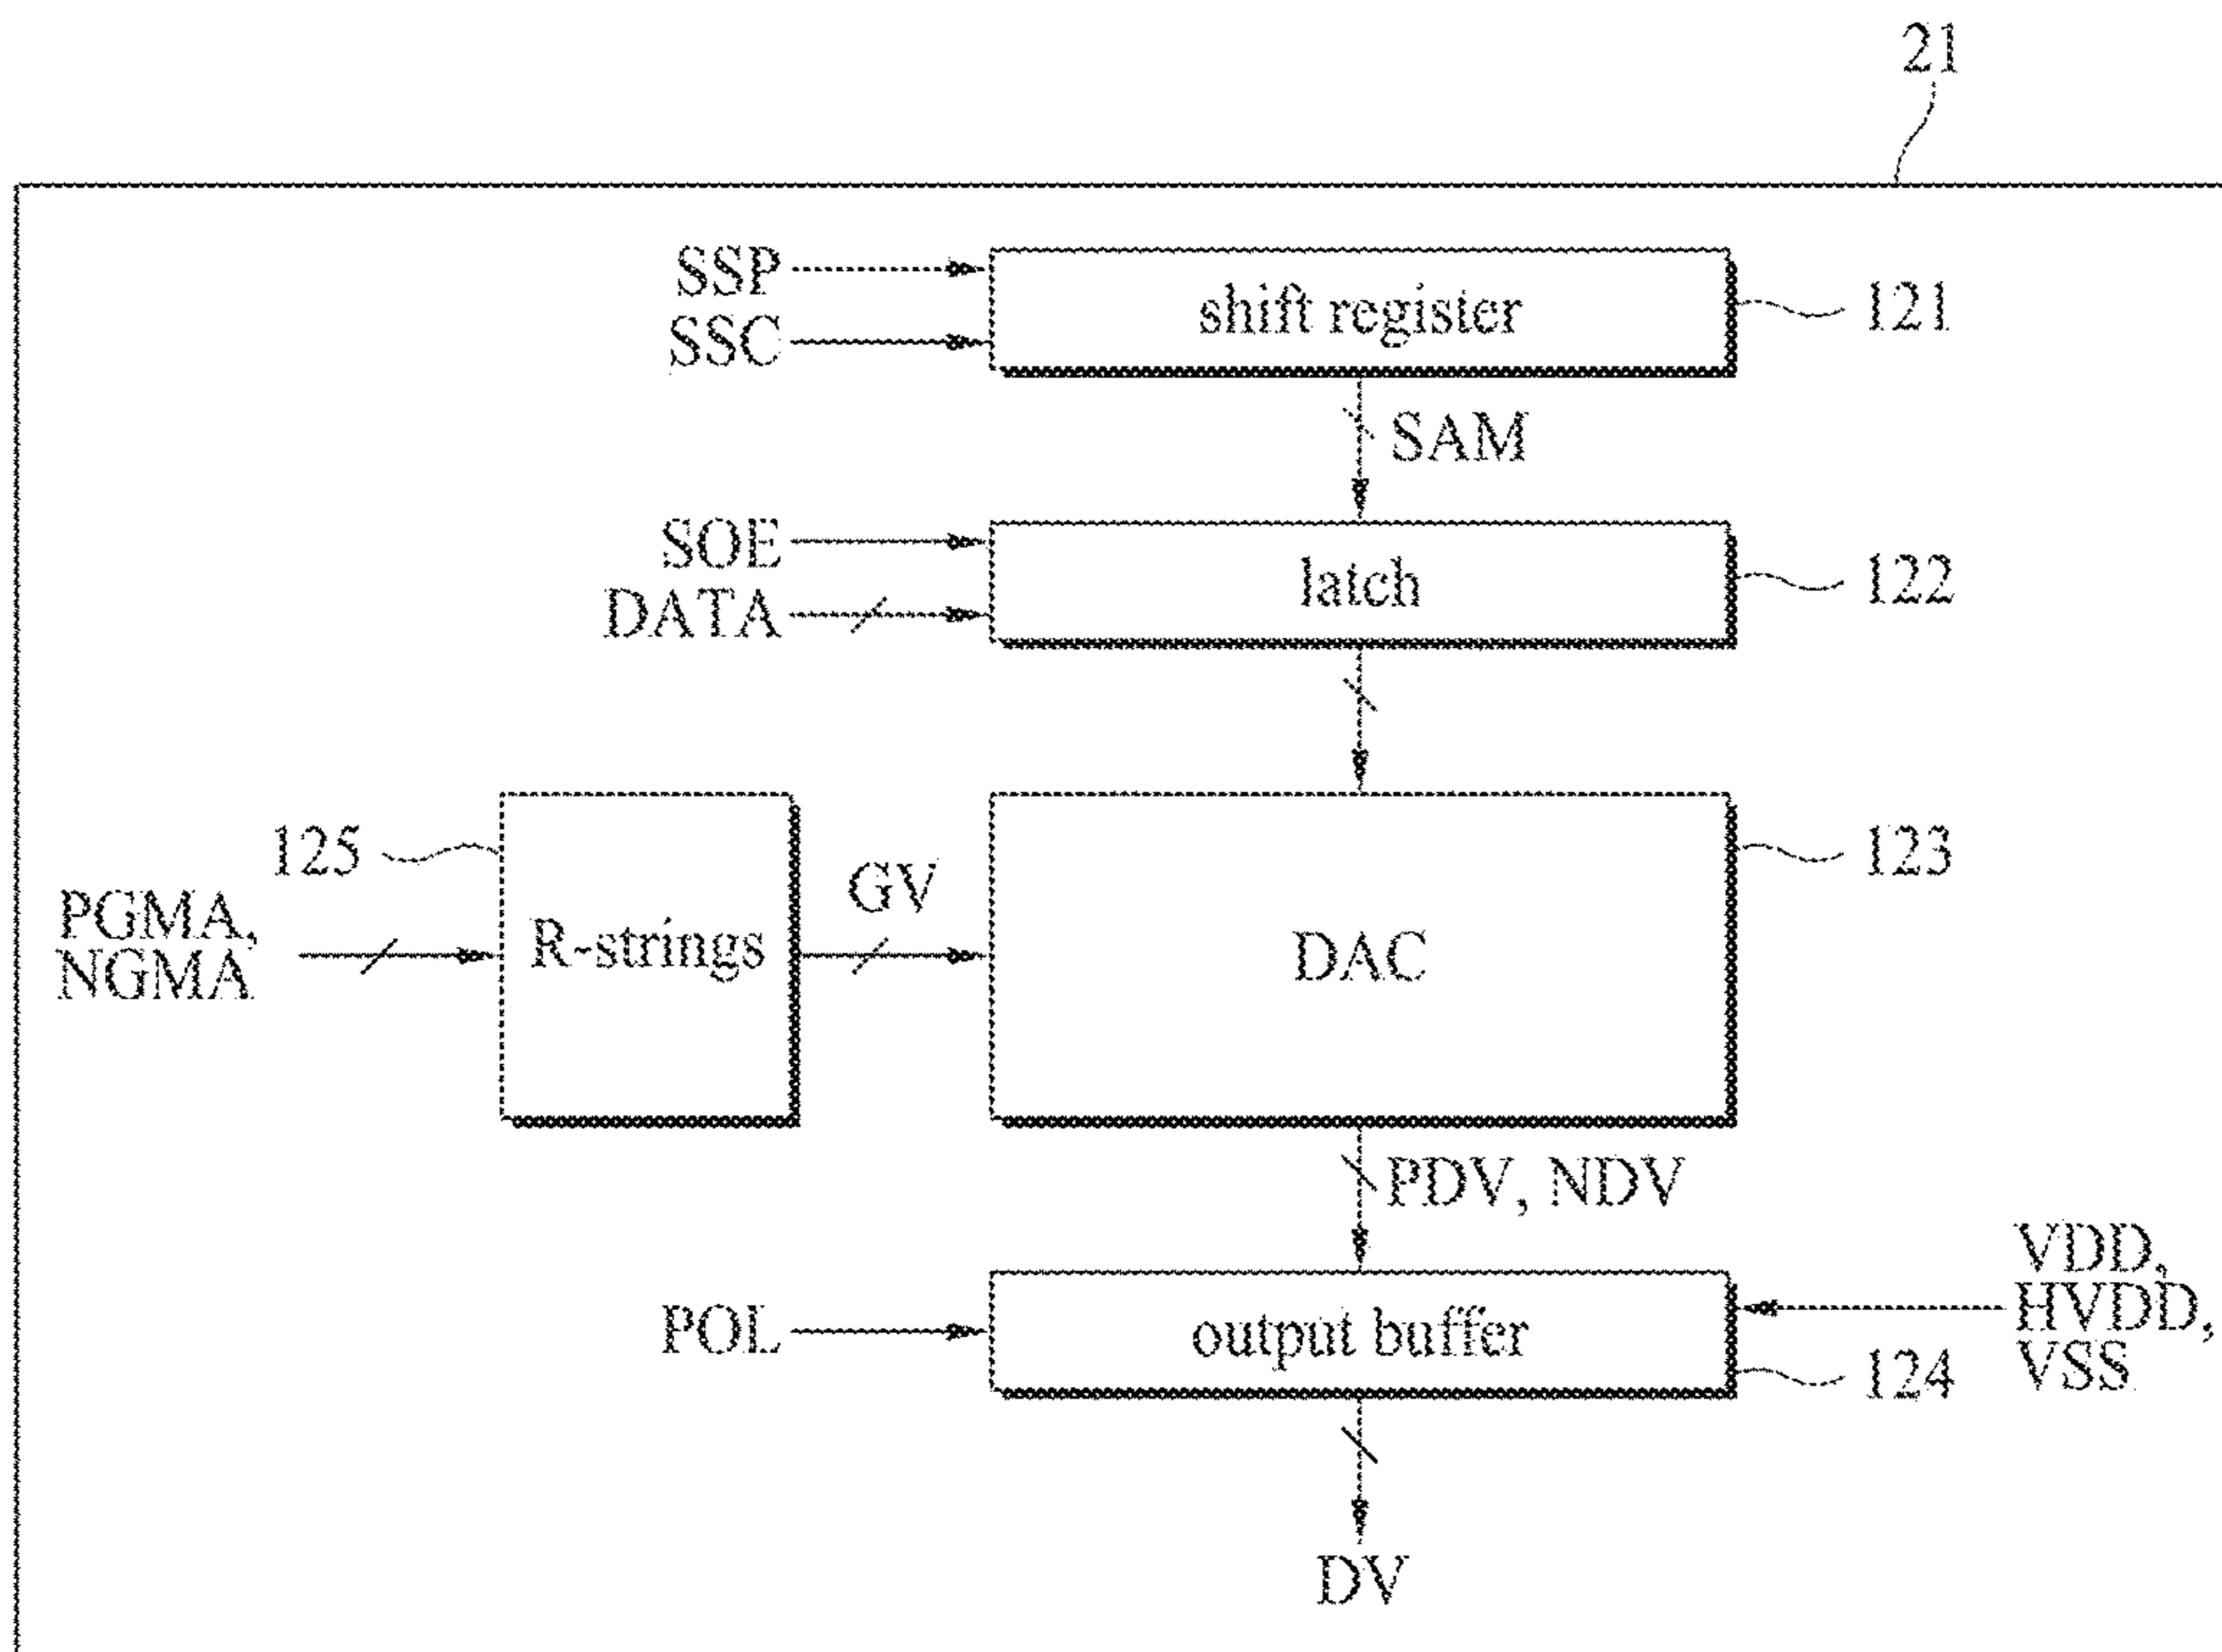 21
SSP
SSC
shift register
121
SAM
SOE
DATA
latch
122
125
PGMA,
NGMA
R-strings
GV
DAC
123
PDV, NDV
POL
output buffer
VDD,
HVDD,
VSS
124
DV